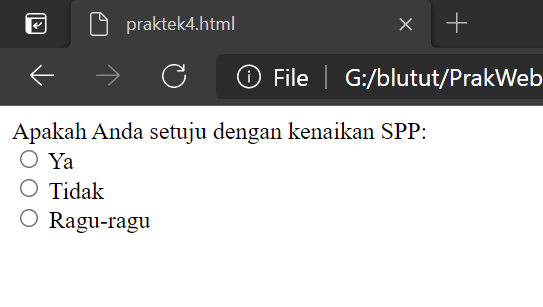 praktek4.html
File G:/blutut/PrakWeb
Apakah Anda setuju dengan kenaikan SPP:
Ya
Tidak
Ragu-ragu